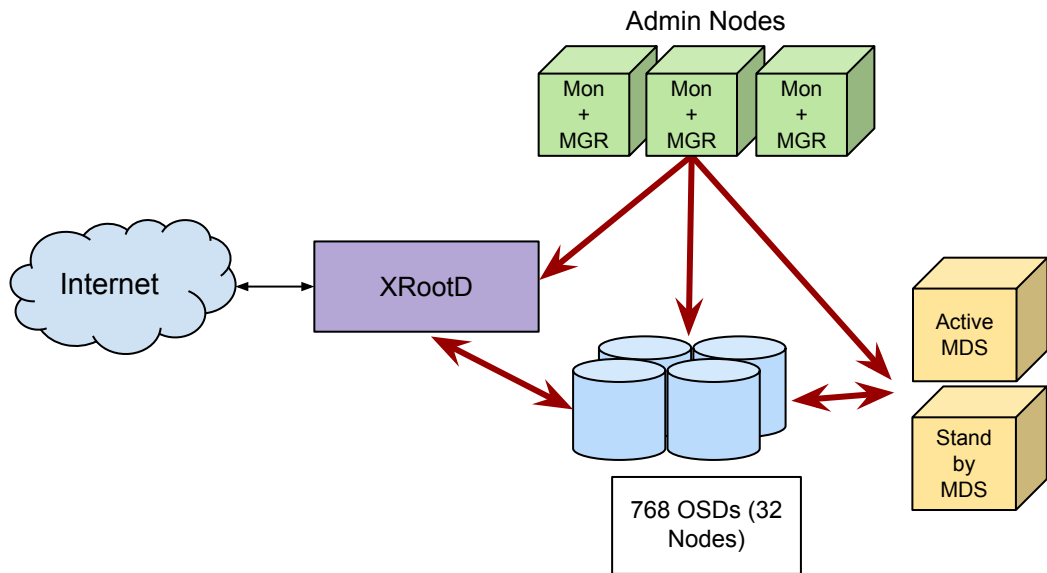 Admin Nodes
Mon
+
MGR
Mon
+
MGR
Mon
+
MGR
Internet
XRootD
Active
MDS
Stand
by
MDS
768 OSDs (32
Nodes)